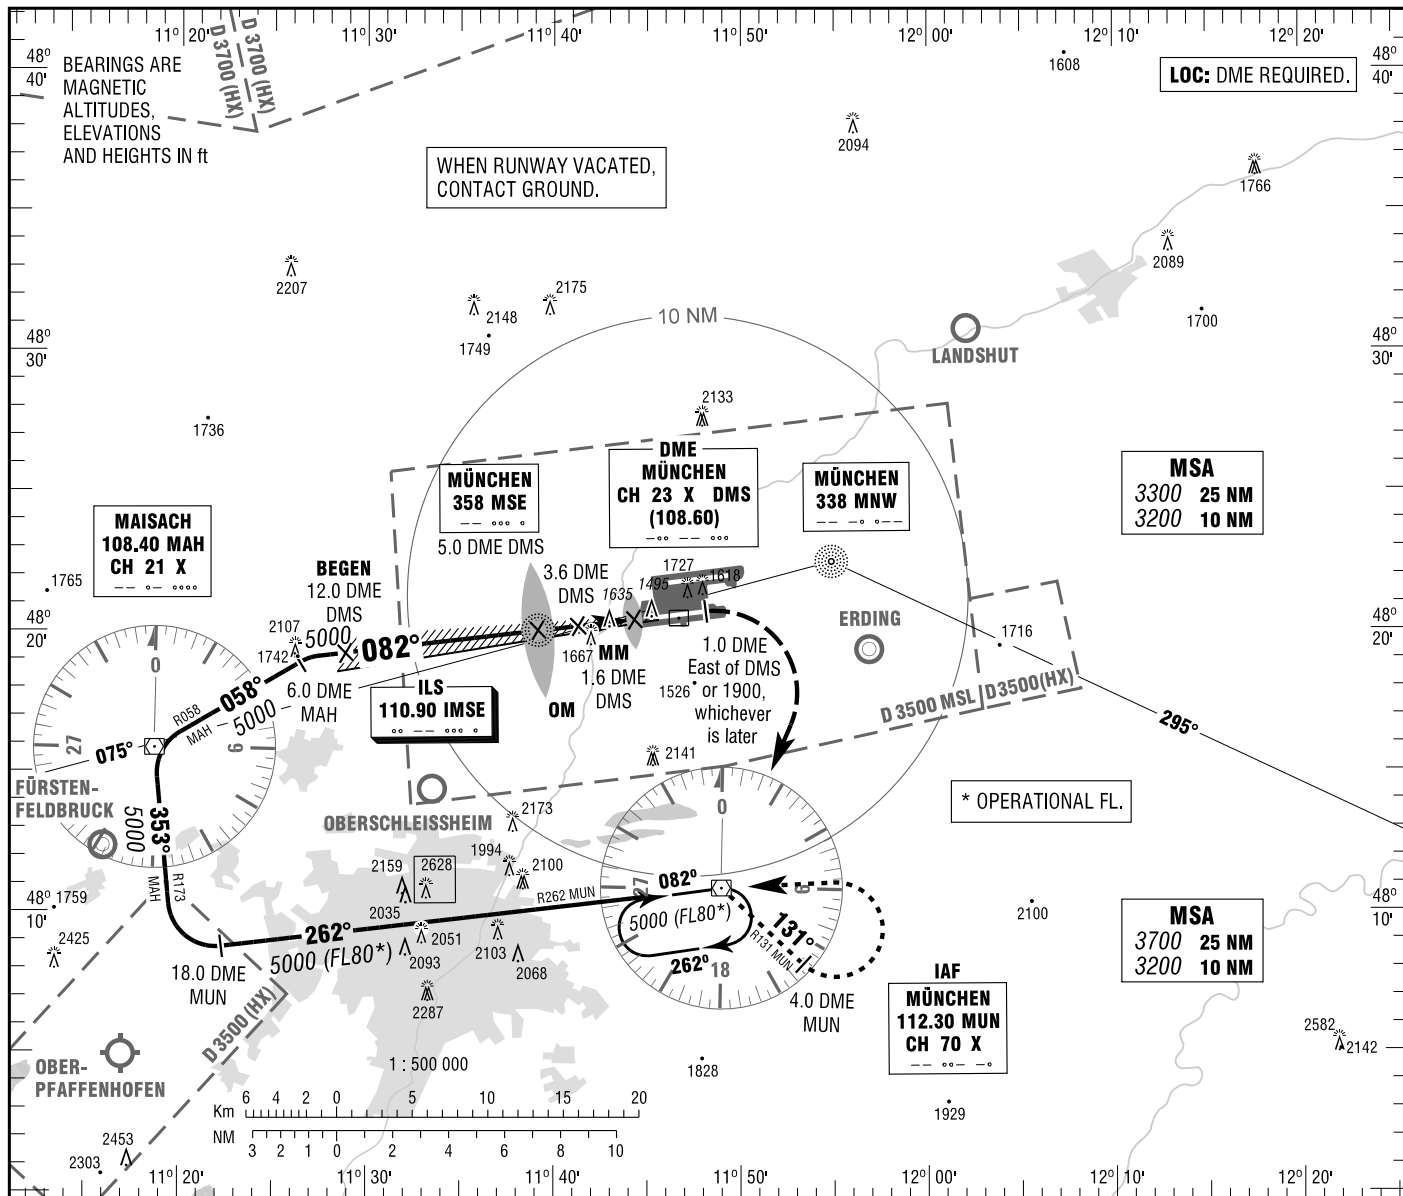 11° 20'
11° 30'
11° 40'
11° 50'
12° 00'
12° 10'
12° 20'
48° 40'
48° 40'
D 3700 (HX)
D 3700 (HX)
BEARINGS ARE
MAGNETIC
ALTITUDES,
ELEVATIONS
AND HEIGHTS IN ft
1608
LOC: DME REQUIRED.
WHEN RUNWAY VACATED,
CONTACT GROUND.
2094
1766
2089
2207
2148
2175
1749
10 NM
1700
48° 30'
48° 30'
LANDSHUT
1736
2133
MÜNCHEN
358 MSE
5.0 DME DMS
DME
MÜNCHEN
CH 23 X DMS
(108.60)
MÜNCHEN
338 MNW
MSA
3300 25 NM
3200 10 NM
MAISACH
108.40 MAH
CH 21 X
1765
BEGEN
12.0 DME
DMS
3.6 DME
DMS
1635
1495
1727
1618
48° 20'
48° 20'
2107
1742
5000
082°
1667
MM
1.6 DME
DMS
1526
1.0 DME
East of DMS
or 1900,
whichever
is later
ERDING
1716
0
27
9
058°
5000
R058
MAH
075°
6.0 DME
MAH
ILS
110.90 IMSE
OM
D 3500 MSL
D 3500 (HX)
295°
2141
FÜRSTEN-
FELDBRUCK
353°
5000
R173
MAH
OBERSCHLEISSHEIM
2173
* OPERATIONAL FL.
2159
2628
1994
2100
2035
R262 MUN
0
27
9
18
082°
5000 (FL80*)
262°
131°
R131 MUN
48° 10'
48° 10'
1759
2425
262°
5000 (FL80*)
2051
2093
2103
2068
2100
18.0 DME
MUN
2287
4.0 DME
MUN
MSA
3700 25 NM
3200 10 NM
IAF
MÜNCHEN
112.30 MUN
CH 70 X
D 3500 (HX)
2582
2142
OBER-
PFAFFENHOFEN
1 : 500 000
1828
1929
Km 6 4 2 0 5 10 15 20
NM 3 2 1 0 2 4 6 8 10
2453
2303
11° 20'
11° 30'
11° 40'
11° 50'
12° 00'
12° 10'
12° 20'